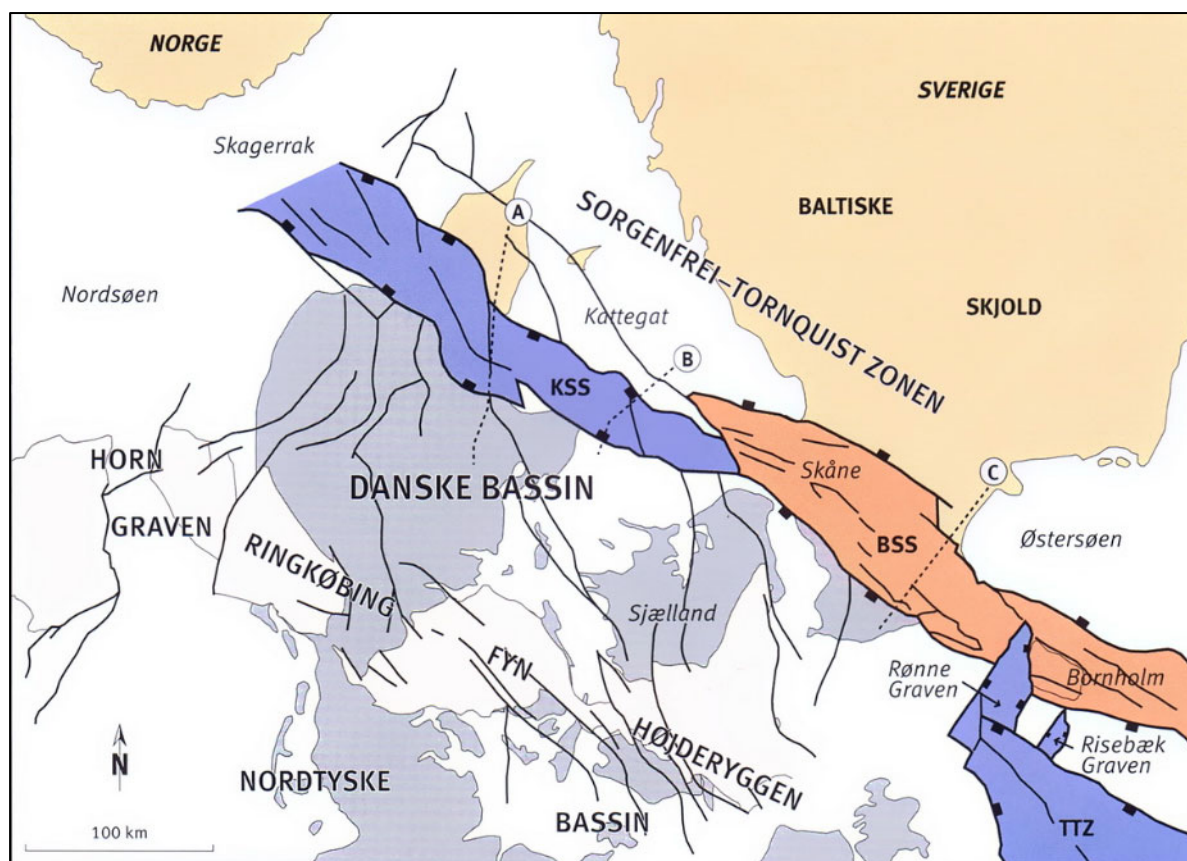 NORGE
SVERIGE
Skagerrak
BALTISKE
SKJOLD
A
SORGENFREI–TORNQUIST ZONEN
Nordsøen
Kattegat
B
KSS
HORN
GRAVEN
DANSKE BASSIN
Skåne
C
BSS
Østersøen
RINGKØBING
FYN
HØJDERYGGEN
Sjælland
Rønne
Graven
Bornholm
Risebæk
Graven
N
NORDTYSKE
BASSIN
TTZ
100 km